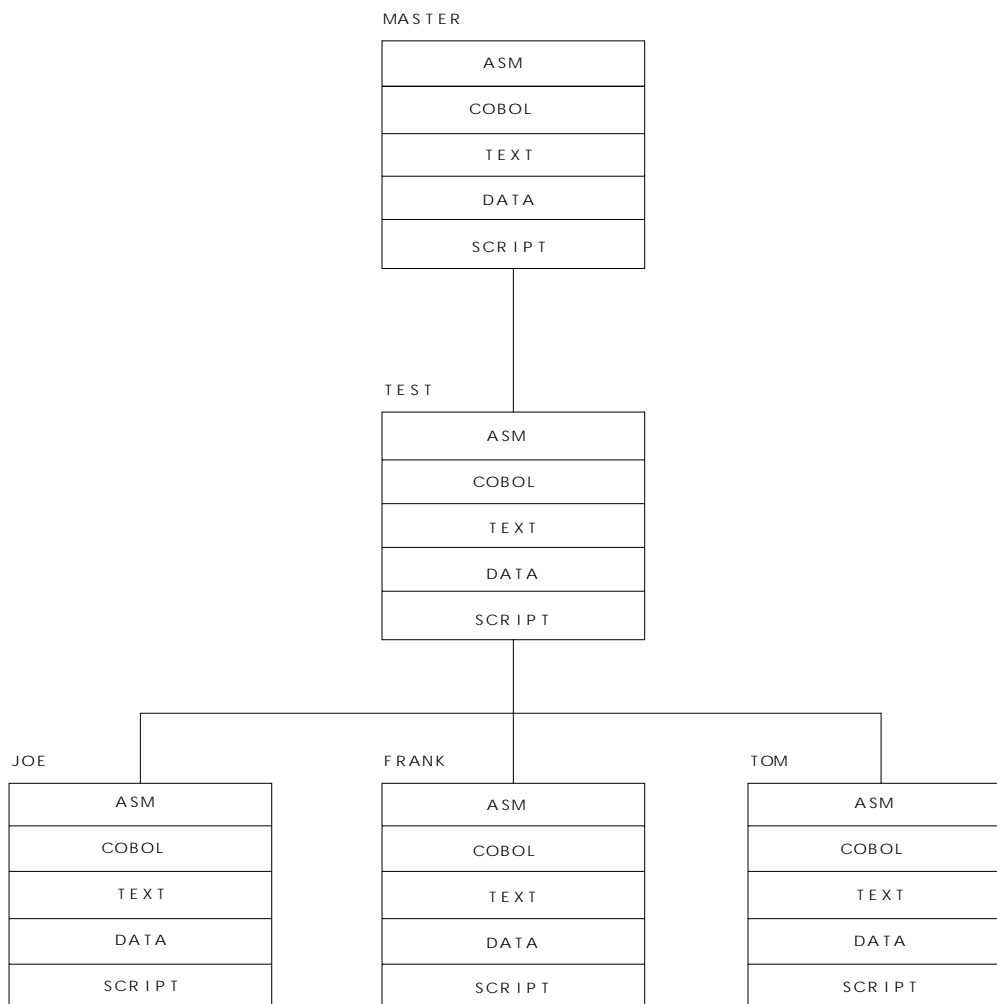 MASTER
ASM
COBOL
TEXT
DATA
SCRIPT
TEST
ASM
COBOL
TEXT
DATA
SCRIPT
JOE
ASM
COBOL
TEXT
DATA
SCRIPT
FRANK
ASM
COBOL
TEXT
DATA
SCRIPT
TOM
ASM
COBOL
TEXT
DATA
SCRIPT